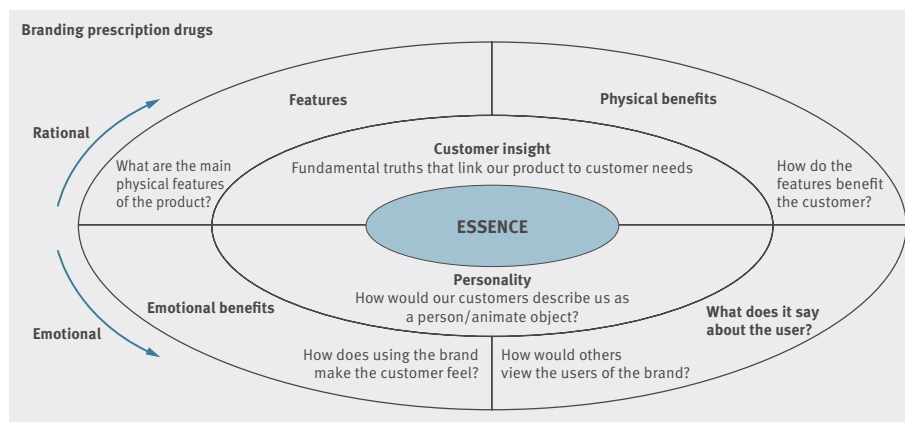 Branding prescription drugs
Features
Physical benefits
Rational
Customer insight
Fundamental truths that link our product to customer needs
What are the main
physical features
of the product?
How do the
features benefit
the customer?
ESSENCE
Personality
How would our customers describe us as
a person/animate object?
Emotional benefits
What does it say
about the user?
Emotional
How does using the brand
make the customer feel?
How would others
view the users of the brand?